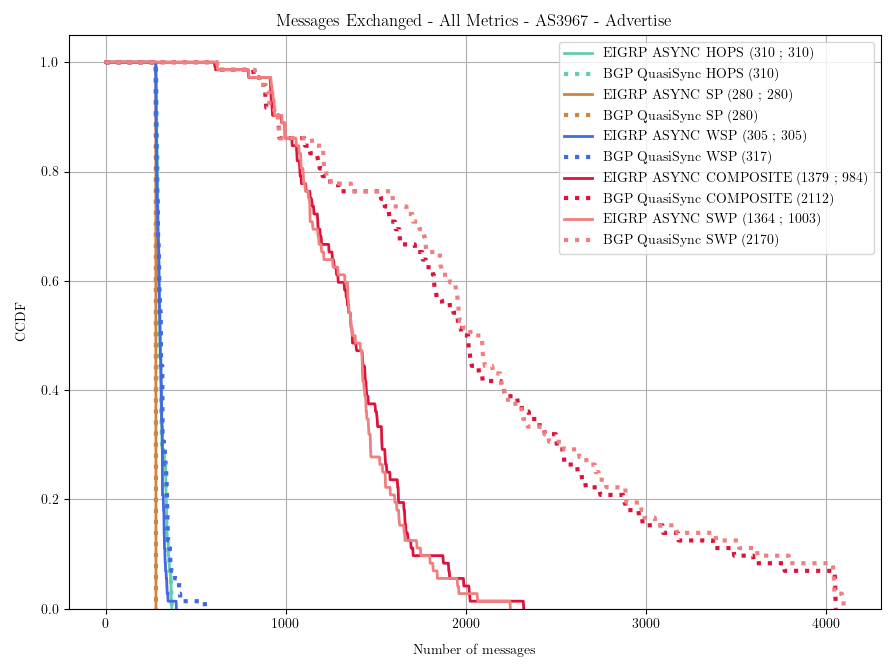 Messages Exchanged - All Metrics - AS3967 - Advertise
EIGRP ASYNC HOPS (310 ; 310)
BGP QuasiSync HOPS (310)
EIGRP ASYNC SP (280 ; 280)
BGP QuasiSync SP (280)
EIGRP ASYNC WSP (305 ; 305)
BGP QuasiSync WSP (317)
EIGRP ASYNC COMPOSITE (1379 ; 984)
BGP QuasiSync COMPOSITE (2112)
EIGRP ASYNC SWP (1364 ; 1003)
BGP QuasiSync SWP (2170)
CCDF
1.0
0.8
0.6
0.4
0.2
0.0
0 1000 2000 3000 4000
Number of messages